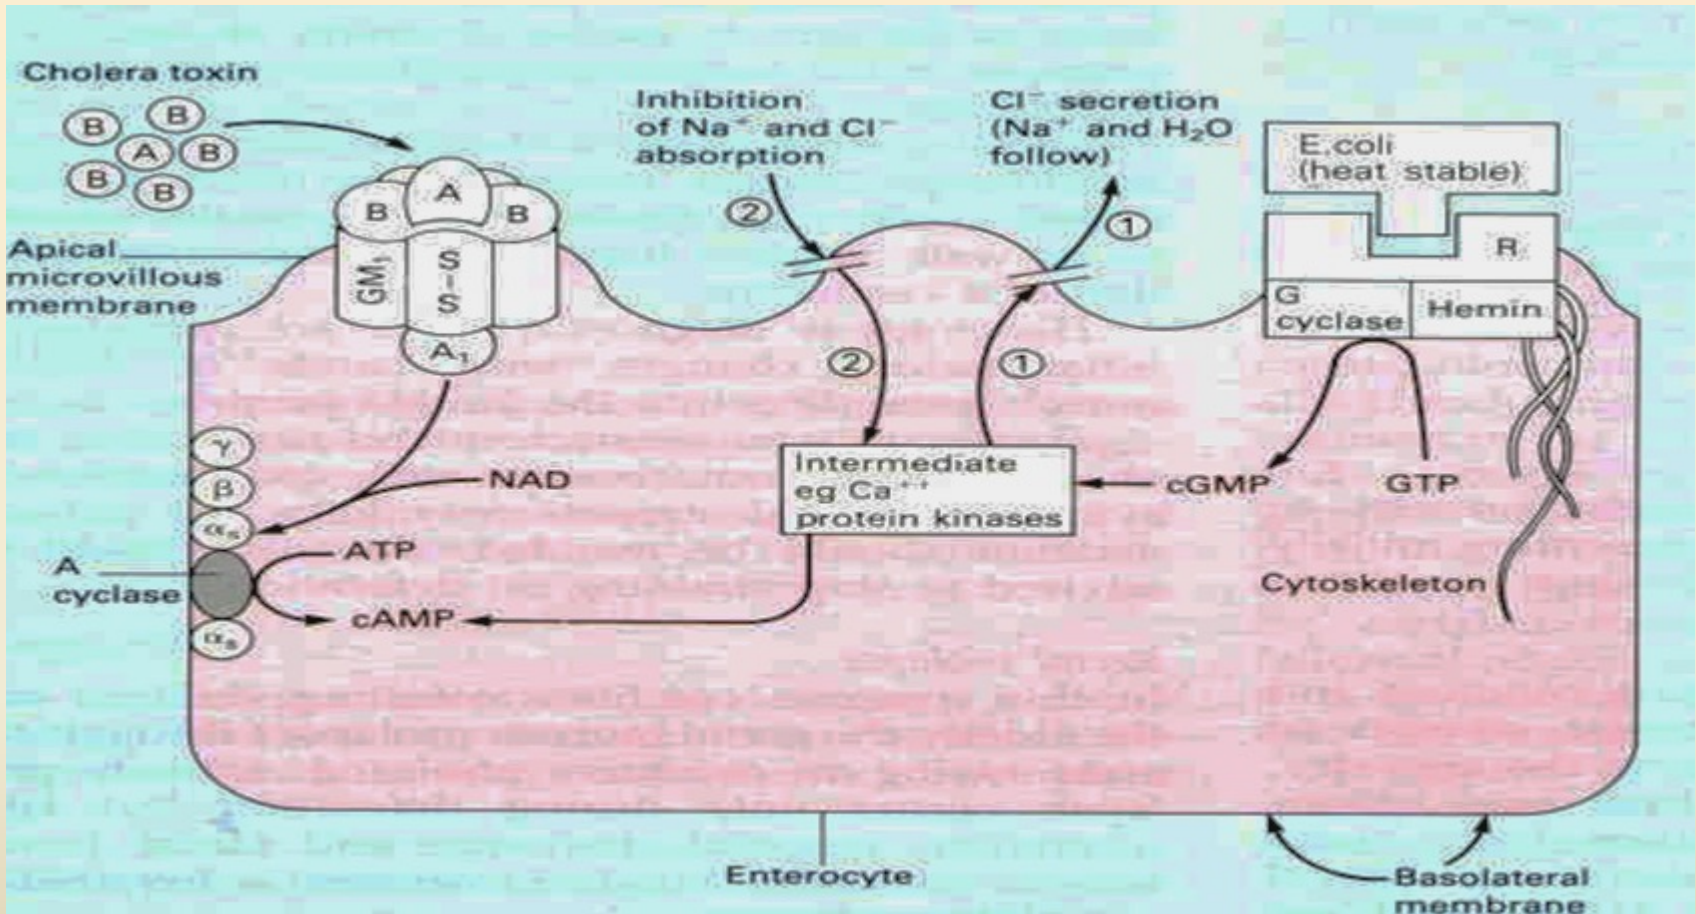 Cholera toxin
B
B
A
B
B
B
Apical
microvillous
membrane
A
B
B
GM₁
S
S
A₁
Inhibition
of Na⁺ and Cl⁻
absorption
②
②
Cl⁻ secretion
(Na⁺ and H₂O
follow)
①
①
E.coli
(heat stable)
R
G
cyclase
Hemin
γ
β
αₛ
NAD
ATP
A
cyclase
cAMP
αₛ
Intermediate
eg Ca⁺⁺
protein kinases
cGMP
GTP
Cytoskeleton
Enterocyte
Basolateral
membrane